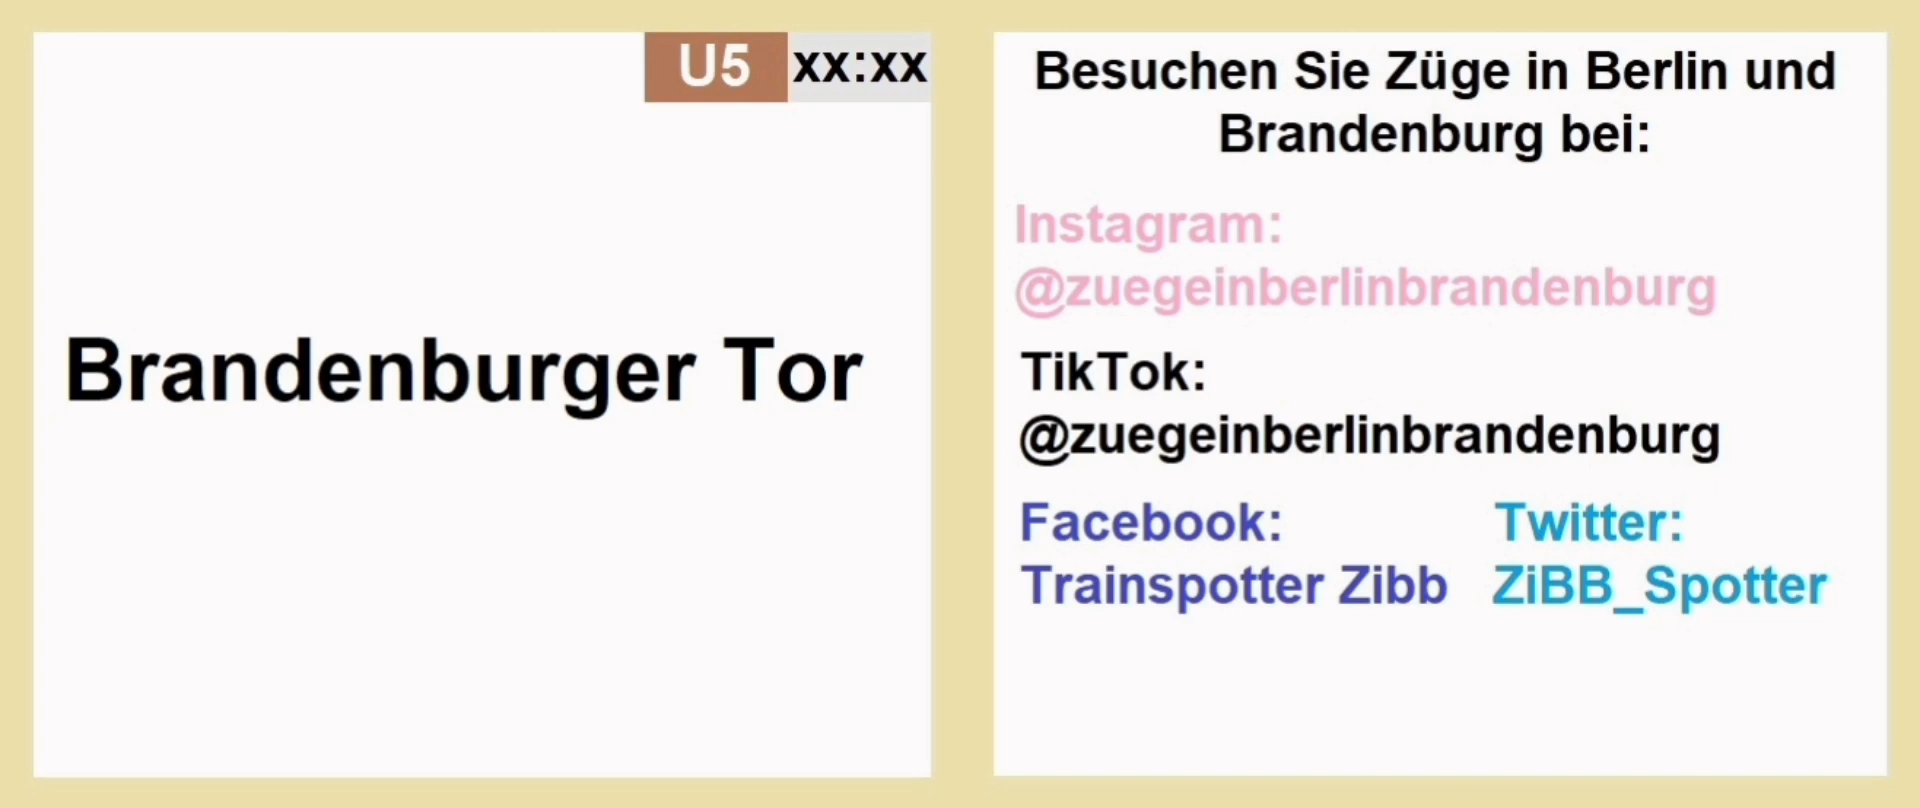 U5 xx:xx
Brandenburger Tor
Besuchen Sie Züge in Berlin und
Brandenburg bei:
Instagram:
@zuegeinberlinbrandenburg
TikTok:
@zuegeinberlinbrandenburg
Facebook:
Trainspotter Zibb
Twitter:
ZiBB_Spotter